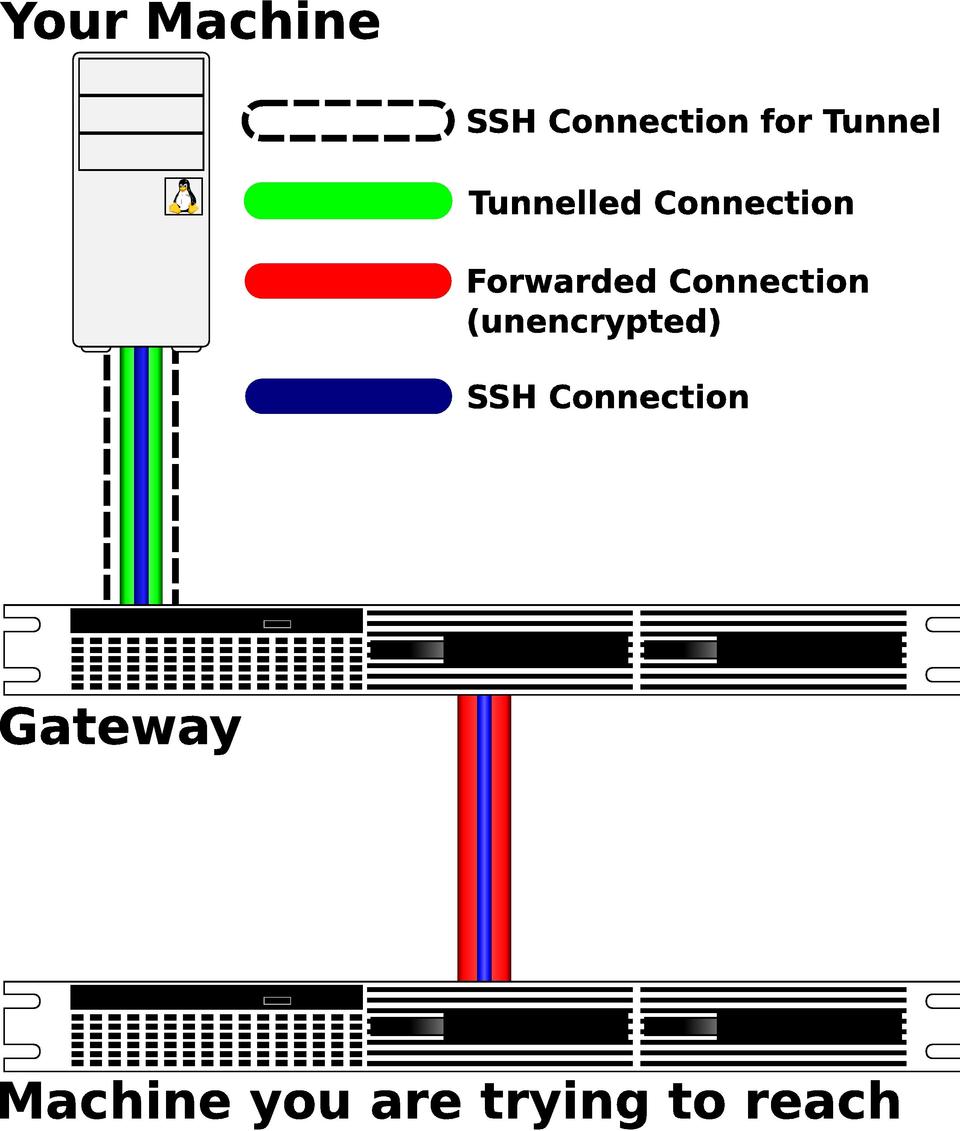 Your Machine
SSH Connection for Tunnel
Tunnelled Connection
Forwarded Connection
(unencrypted)
SSH Connection
Gateway
Machine you are trying to reach